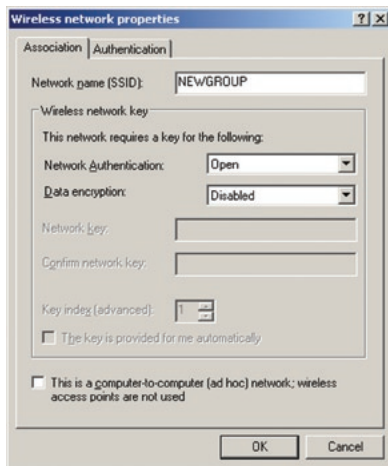 Wireless network properties
Association
Authentication
Network name (SSID):
NEWGROUP
Wireless network key
This network requires a key for the following:
Network Authentication:
Open
Data encryption:
Disabled
Network key:
Confirm network key:
Key index (advanced):
1
The key is provided for me automatically
This is a computer-to-computer (ad hoc) network; wireless
access points are not used
OK
Cancel